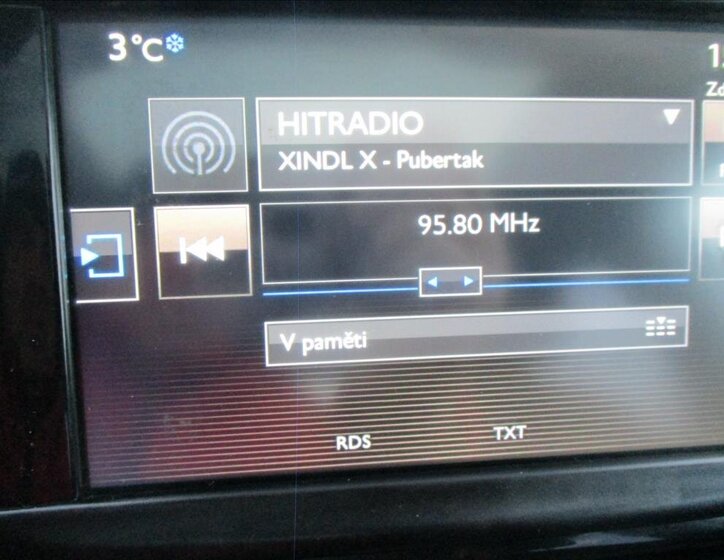 3°C
HITRADIO
XINDL X - Pubertak
95.80 MHz
V paměti
RDS
TXT